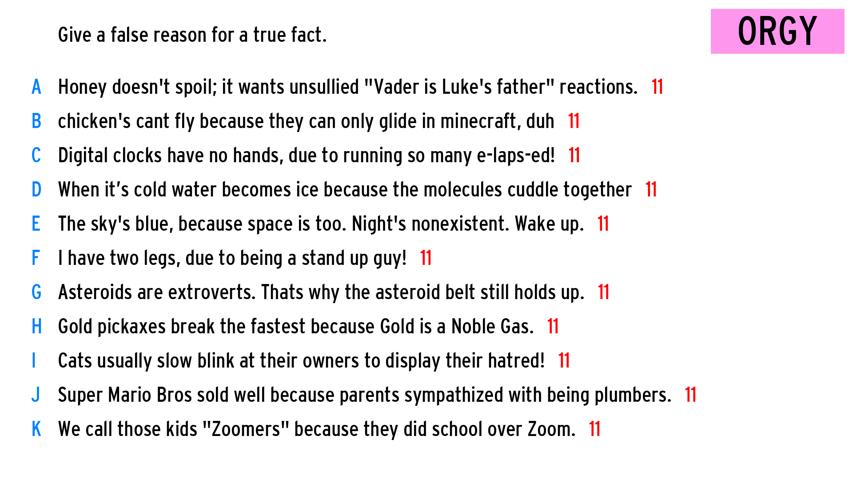 Give a false reason for a true fact.
ORGY
A Honey doesn't spoil; it wants unsullied "Vader is Luke's father" reactions. 11
B chicken's cant fly because they can only glide in minecraft, duh 11
C Digital clocks have no hands, due to running so many e-laps-ed! 11
D When it’s cold water becomes ice because the molecules cuddle together 11
E The sky's blue, because space is too. Night's nonexistent. Wake up. 11
F I have two legs, due to being a stand up guy! 11
G Asteroids are extroverts. Thats why the asteroid belt still holds up. 11
H Gold pickaxes break the fastest because Gold is a Noble Gas. 11
I Cats usually slow blink at their owners to display their hatred! 11
J Super Mario Bros sold well because parents sympathized with being plumbers. 11
K We call those kids "Zoomers" because they did school over Zoom. 11